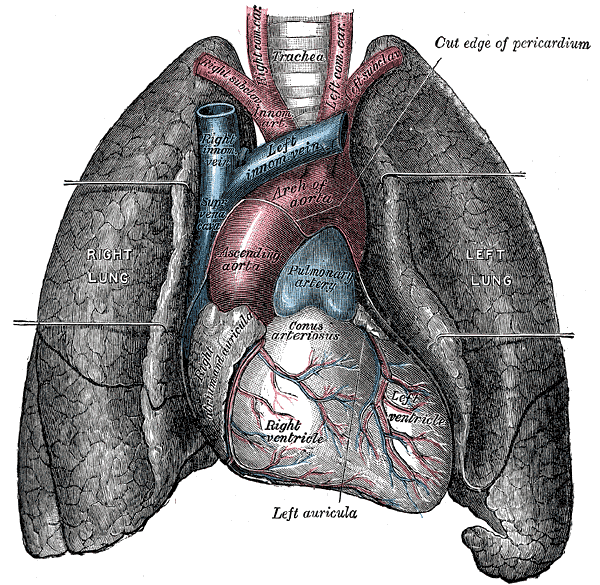 Right com. car.
Trachea
Left com. car.
Cut edge of pericardium
Right subclav.
Left subclav.
Innom.
art.
Right
innom.
vein
Left
innom. vein
Arch of
aorta
Supr
vena
cava
RIGHT
LUNG
Ascending
aorta
Pulmonary
artery
LEFT
LUNG
Conus
arteriosus
Right
auricula
Left
ventricle
Right
ventricle
Left auricula